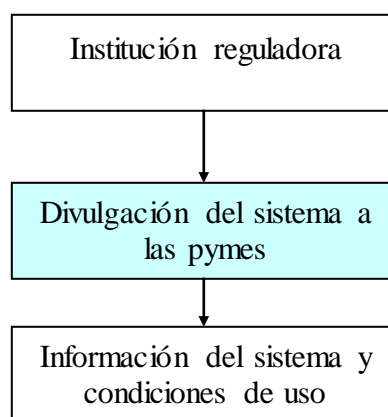 Institución reguladora
Divulgación del sistema a
las pymes
Información del sistema y
condiciones de uso